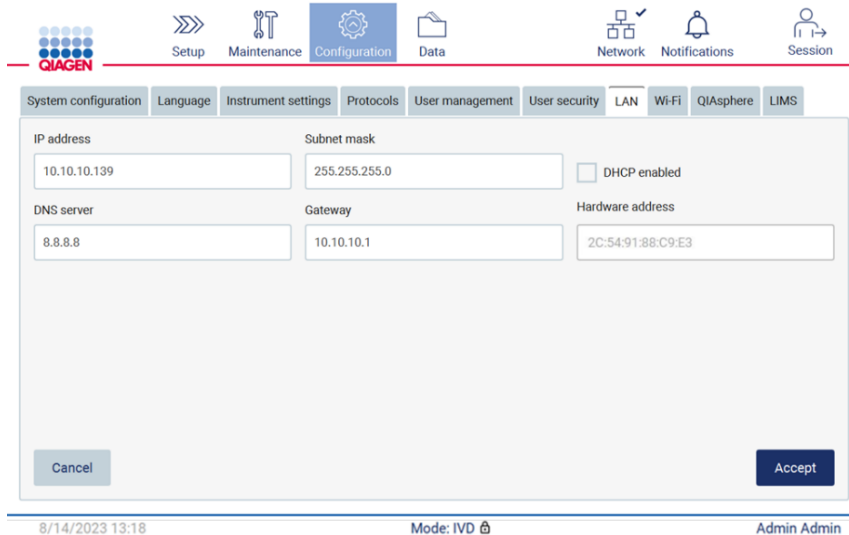 QIAGEN
Setup Maintenance Configuration Data Network Notifications Session
System configuration Language Instrument settings Protocols User management User security LAN Wi-Fi QIAsphere LIMS
IP address Subnet mask
10.10.10.139 255.255.255.0 DHCP enabled
DNS server Gateway Hardware address
8.8.8.8 10.10.10.1 2C:54:91:88:C9:E3
Cancel Accept
8/14/2023 13:18 Mode: IVD Admin Admin